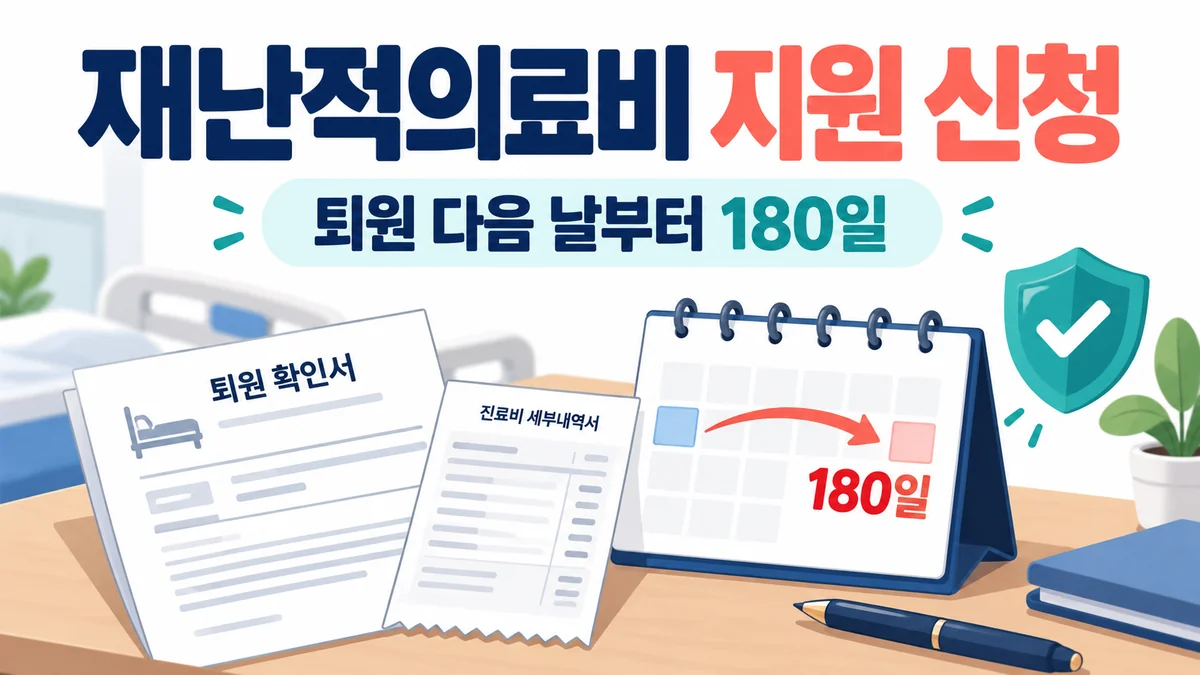 재난적의료비 지원 신청
퇴원 다음 날부터 180일
퇴원 확인서
진료비 세부내역서
180일